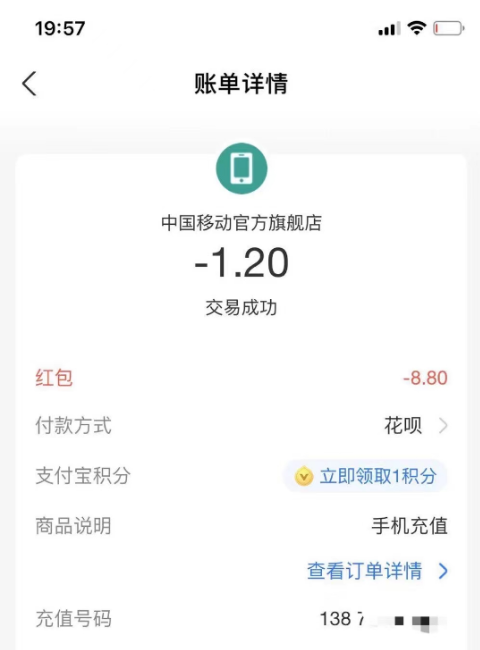 19:57
账单详情
中国移动官方旗舰店
-1.20
交易成功
红包 -8.80
付款方式 花呗
支付宝积分 立即领取1积分
商品说明 手机充值
查看订单详情
充值号码 138 7